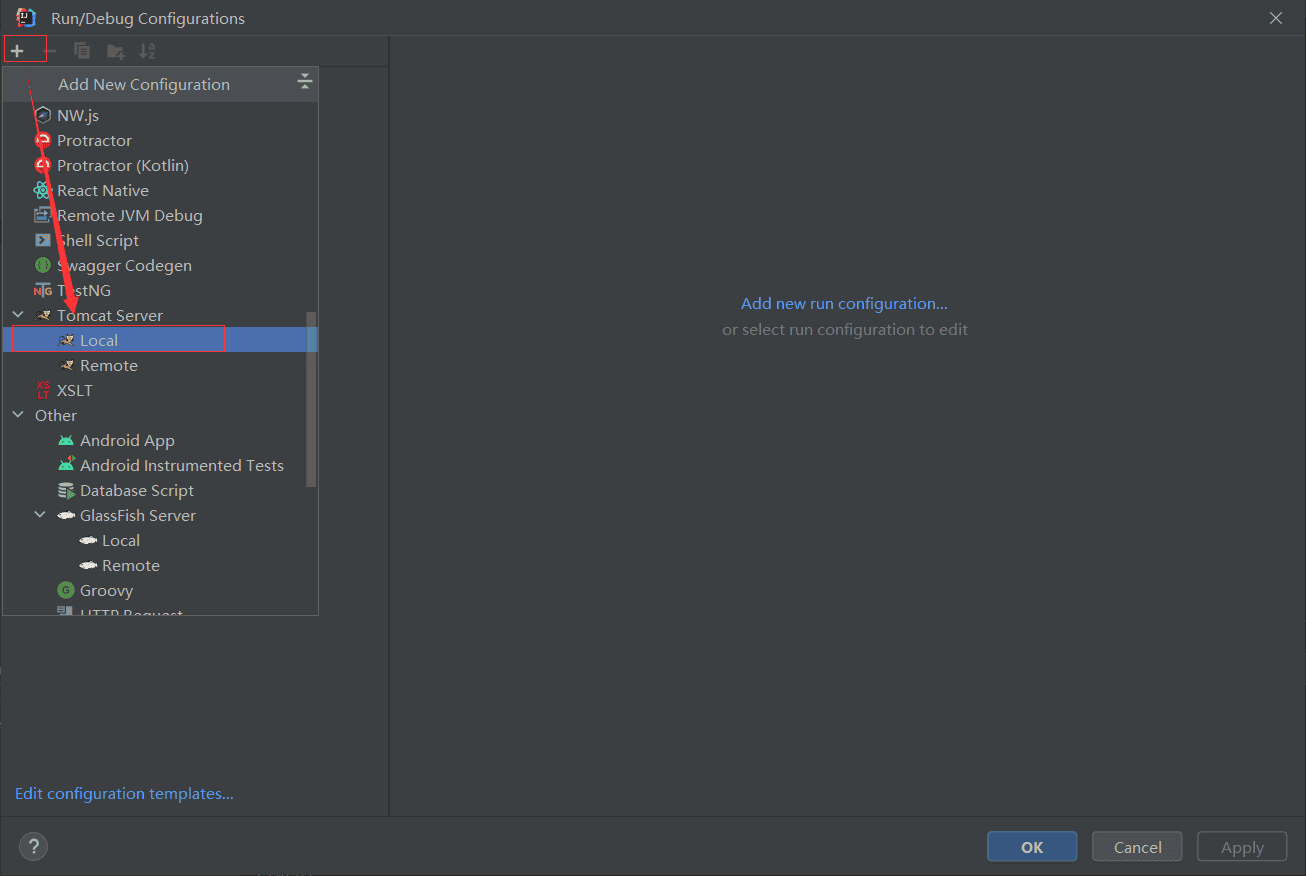 Run/Debug Configurations
Add New Configuration
NW.js
Protractor
Protractor (Kotlin)
React Native
Remote JVM Debug
Shell Script
Swagger Codegen
TestNG
Tomcat Server
Local
Remote
XSLT
Other
Android App
Android Instrumented Tests
Database Script
GlassFish Server
Local
Remote
Groovy
HTTP Request
Add new run configuration...
or select run configuration to edit
Edit configuration templates...
?
OK
Cancel
Apply